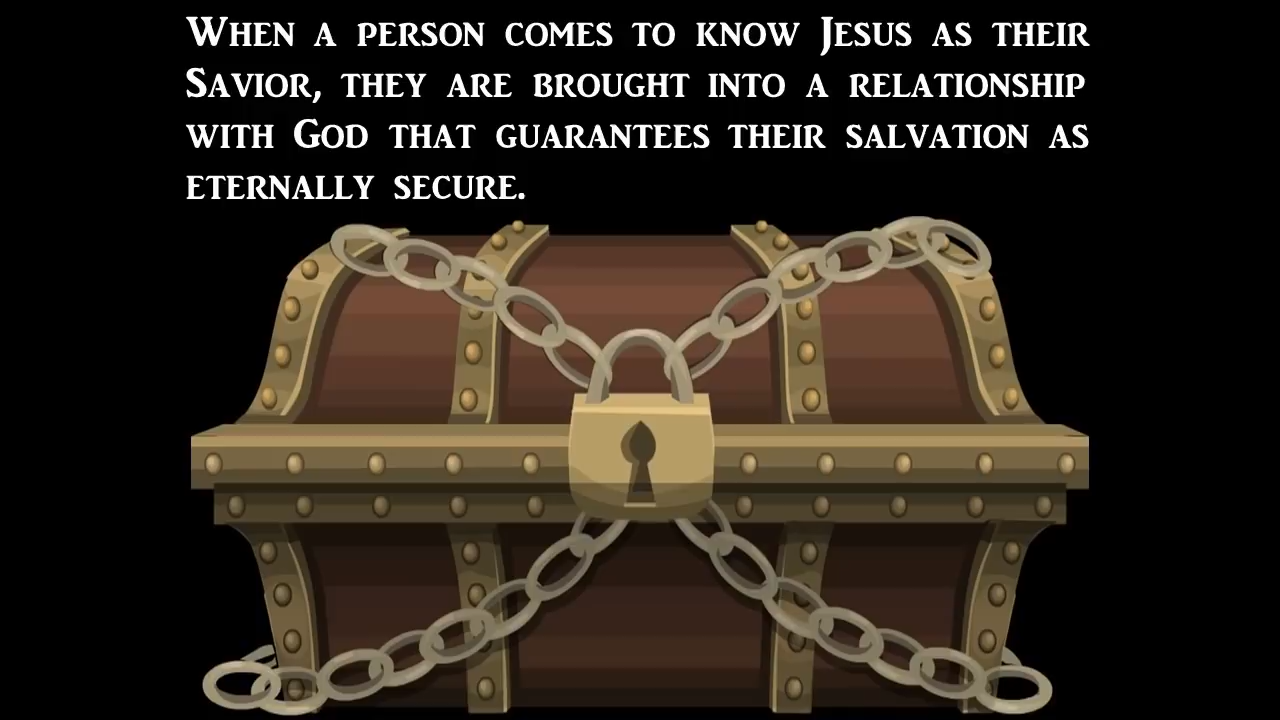 When a person comes to know Jesus as their
Savior, they are brought into a relationship
with God that guarantees their salvation as
eternally secure.